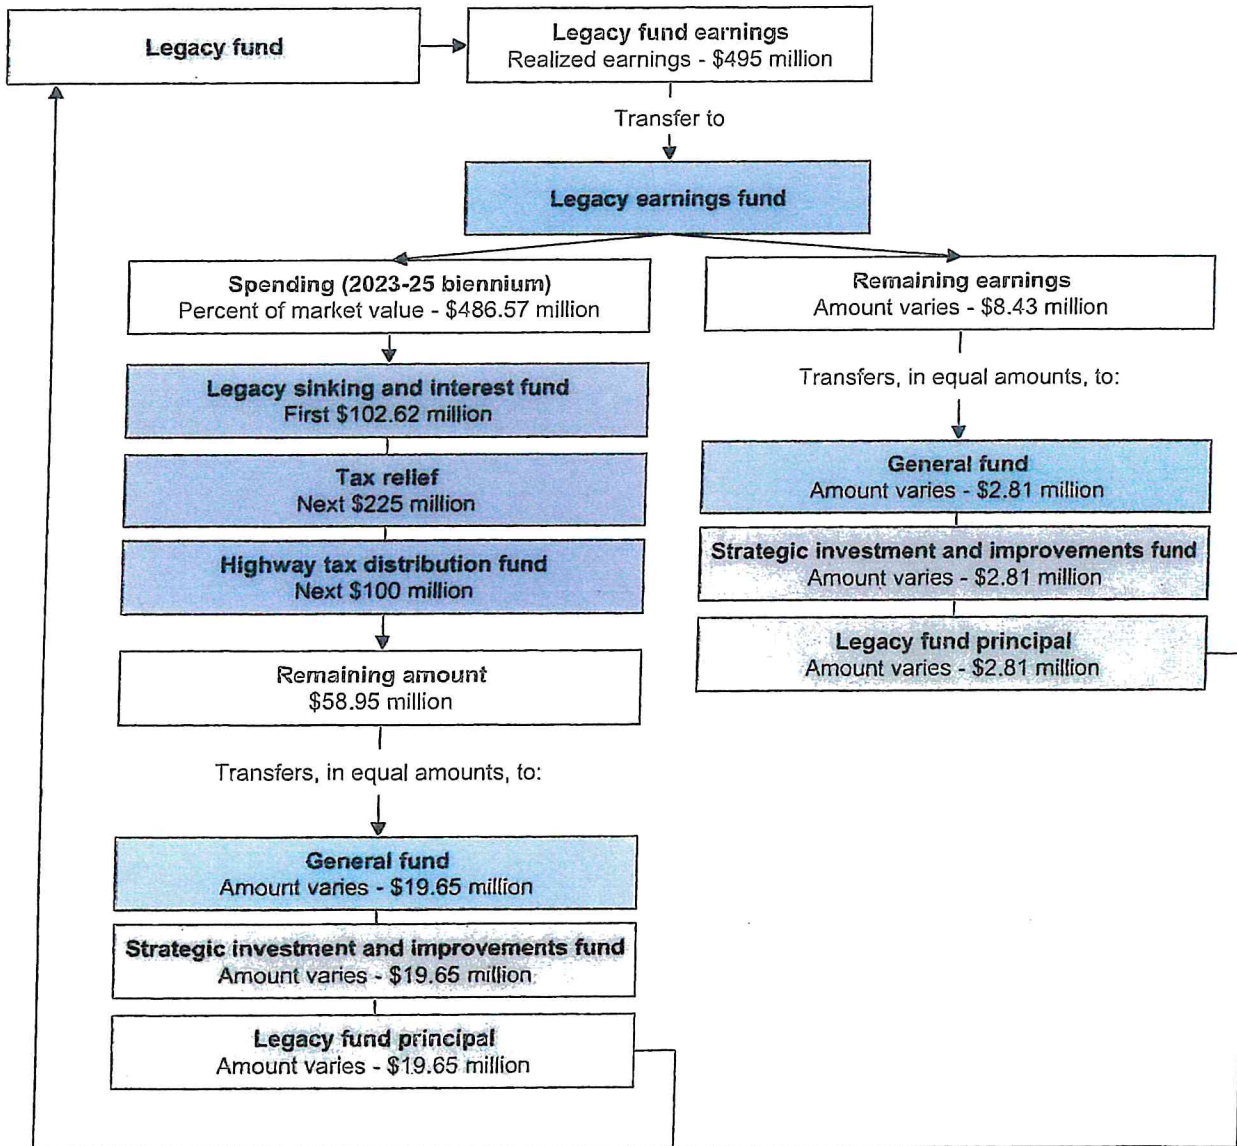 Legacy fund
Legacy fund earnings
Realized earnings - $495 million
Transfer to
Legacy earnings fund
Spending (2023-25 biennium)
Percent of market value - $486.57 million
Legacy sinking and interest fund
First $102.62 million
Tax relief
Next $225 million
Highway tax distribution fund
Next $100 million
Remaining amount
$58.95 million
Transfers, in equal amounts, to:
General fund
Amount varies - $19.65 million
Strategic investment and improvements fund
Amount varies - $19.65 million
Legacy fund principal
Amount varies - $19.65 million
Remaining earnings
Amount varies - $8.43 million
Transfers, in equal amounts, to:
General fund
Amount varies - $2.81 million
Strategic investment and improvements fund
Amount varies - $2.81 million
Legacy fund principal
Amount varies - $2.81 million